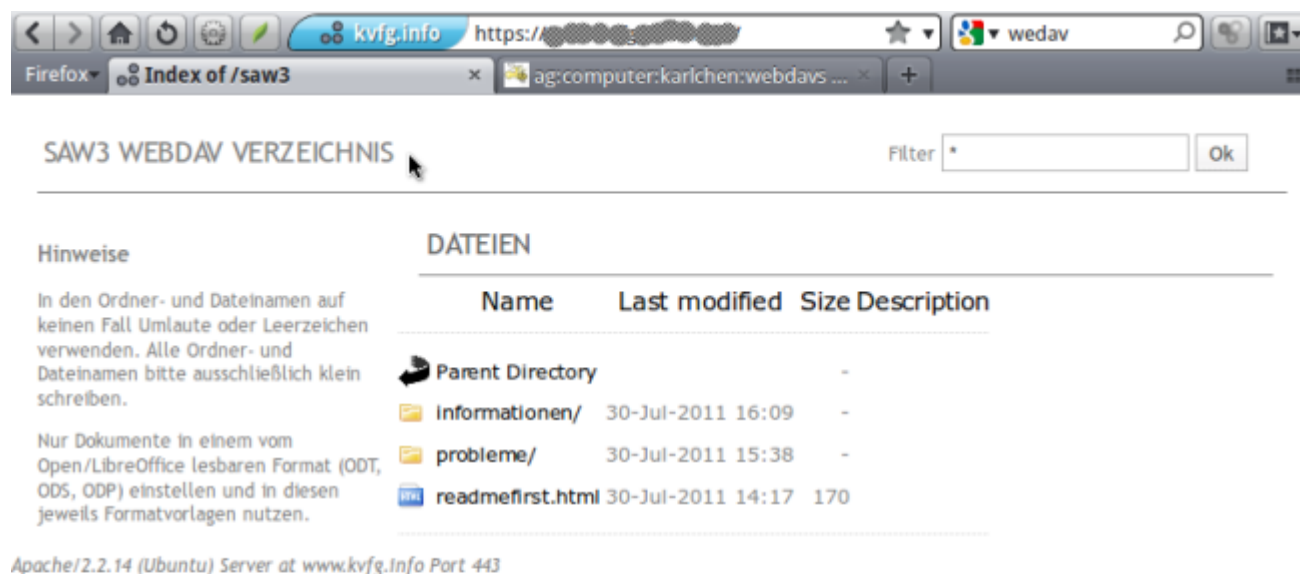 kvfg.info https:// wedav
Firefox Index of /saw3 × ag:computer:karlchen:webdavs ... × +
SAW3 WEBDAV VERZEICHNIS
Filter * Ok
Hinweise
In den Ordner- und Dateinamen auf
keinen Fall Umlaute oder Leerzeichen
verwenden. Alle Ordner- und
Dateinamen bitte ausschließlich klein
schreiben.
Nur Dokumente in einem vom
Open/LibreOffice lesbaren Format (ODT,
ODS, ODP) einstellen und in diesen
jeweils Formatvorlagen nutzen.
DATEIEN
Name Last modified Size Description
Parent Directory -
informationen/ 30-Jul-2011 16:09 -
probleme/ 30-Jul-2011 15:38 -
readmefirst.html 30-Jul-2011 14:17 170
Apache/2.2.14 (Ubuntu) Server at www.kvfg.info Port 443